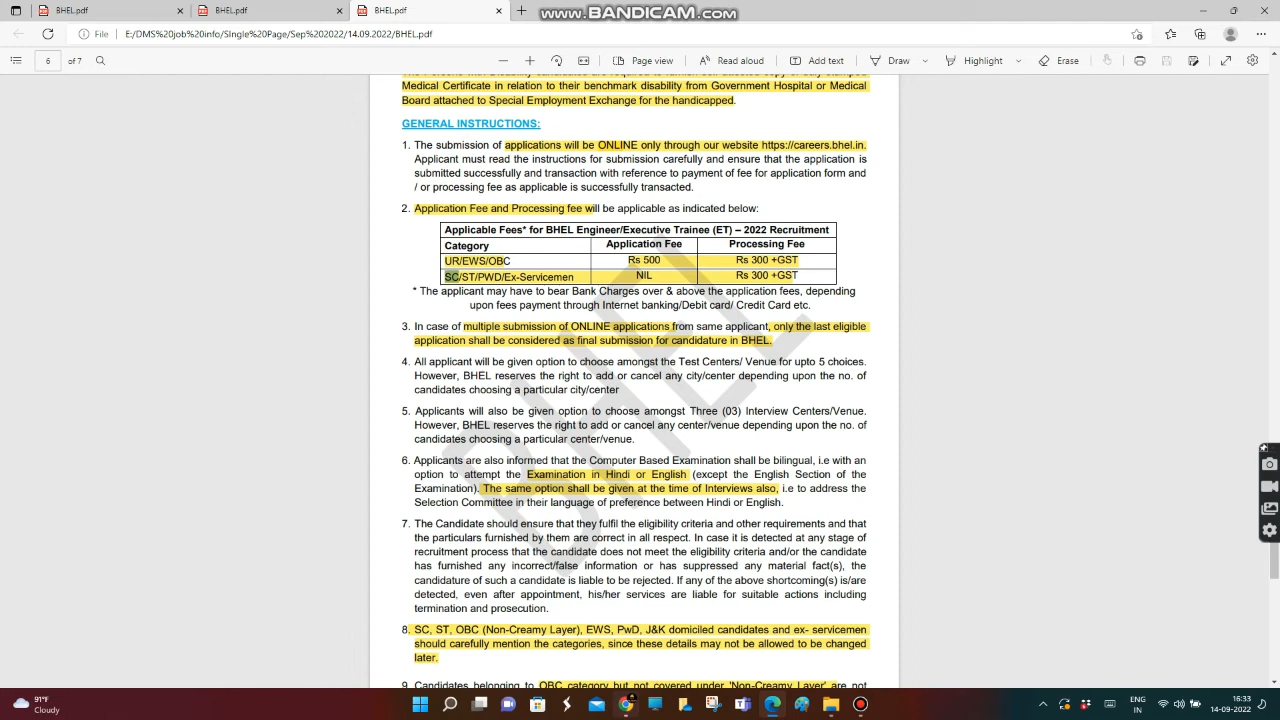 BHEL.pdf
BHEL.pdf
BHEL.pdf
www.BANDICAM.com
File
E:/DMS%20job%20info/SIngle%20Page/Sep%202022/14.09.2022/BHEL.pdf
6
of 7
Page view
Read aloud
Add text
Draw
Highlight
Erase
Medical Certificate in relation to their benchmark disability from Government Hospital or Medical
Board attached to Special Employment Exchange for the handicapped.
GENERAL INSTRUCTIONS:
1. The submission of applications will be ONLINE only through our website https://careers.bhel.in.
Applicant must read the instructions for submission carefully and ensure that the application is
submitted successfully and transaction with reference to payment of fee for application form and
/ or processing fee as applicable is successfully transacted.
2. Application Fee and Processing fee will be applicable as indicated below:
Applicable Fees* for BHEL Engineer/Executive Trainee (ET) – 2022 Recruitment
Category Application Fee Processing Fee
UR/EWS/OBC Rs 500 Rs 300 +GST
SC/ST/PWD/Ex-Servicemen NIL Rs 300 +GST
* The applicant may have to bear Bank Charges over & above the application fees, depending
upon fees payment through Internet banking/Debit card/ Credit Card etc.
3. In case of multiple submission of ONLINE applications from same applicant, only the last eligible
application shall be considered as final submission for candidature in BHEL.
4. All applicant will be given option to choose amongst the Test Centers/ Venue for upto 5 choices.
However, BHEL reserves the right to add or cancel any city/center depending upon the no. of
candidates choosing a particular city/center
5. Applicants will also be given option to choose amongst Three (03) Interview Centers/Venue.
However, BHEL reserves the right to add or cancel any center/venue depending upon the no. of
candidates choosing a particular center/venue.
6. Applicants are also informed that the Computer Based Examination shall be bilingual, i.e with an
option to attempt the Examination in Hindi or English (except the English Section of the
Examination). The same option shall be given at the time of Interviews also, i.e to address the
Selection Committee in their language of preference between Hindi or English.
7. The Candidate should ensure that they fulfil the eligibility criteria and other requirements and that
the particulars furnished by them are correct in all respect. In case it is detected at any stage of
recruitment process that the candidate does not meet the eligibility criteria and/or the candidate
has furnished any incorrect/false information or has suppressed any material fact(s), the
candidature of such a candidate is liable to be rejected. If any of the above shortcoming(s) is/are
detected, even after appointment, his/her services are liable for suitable actions including
termination and prosecution.
8. SC, ST, OBC (Non-Creamy Layer), EWS, PwD, J&K domiciled candidates and ex- servicemen
should carefully mention the categories, since these details may not be allowed to be changed
later.
9. Candidates belonging to OBC category but not covered under 'Non-Creamy Layer' are not
BHEL
91°F
Cloudy
ENG
IN
16:33
14-09-2022